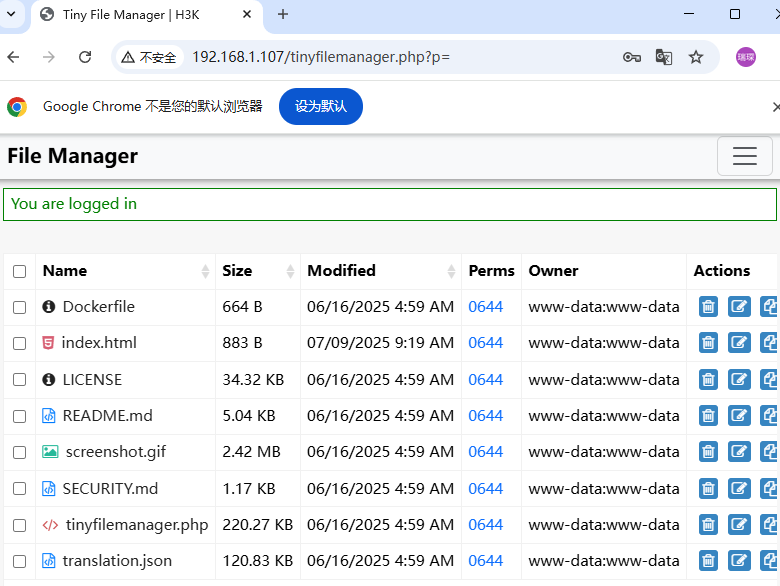 Tiny File Manager | H3K
不安全 192.168.1.107/tinyfilemanager.php?p=
Google Chrome 不是您的默认浏览器 设为默认
File Manager
You are logged in
Name Size Modified Perms Owner Actions
Dockerfile 664 B 06/16/2025 4:59 AM 0644 www-data:www-data
index.html 883 B 07/09/2025 9:19 AM 0644 www-data:www-data
LICENSE 34.32 KB 06/16/2025 4:59 AM 0644 www-data:www-data
README.md 5.04 KB 06/16/2025 4:59 AM 0644 www-data:www-data
screenshot.gif 2.42 MB 06/16/2025 4:59 AM 0644 www-data:www-data
SECURITY.md 1.17 KB 06/16/2025 4:59 AM 0644 www-data:www-data
tinyfilemanager.php 220.27 KB 06/16/2025 4:59 AM 0644 www-data:www-data
translation.json 120.83 KB 06/16/2025 4:59 AM 0644 www-data:www-data